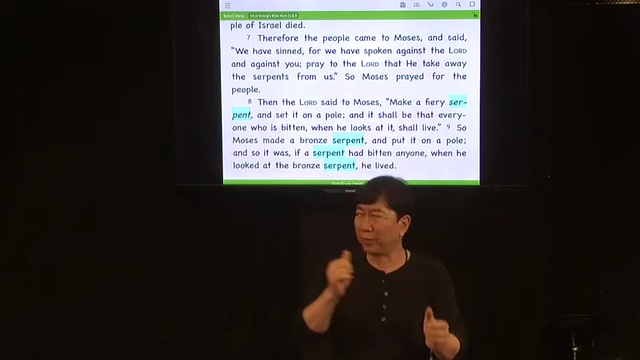 ple of Israel died.
7 Therefore the people came to Moses, and said,
"We have sinned, for we have spoken against the LORD
and against you; pray to the LORD that He take away
the serpents from us." So Moses prayed for the
people.
8 Then the LORD said to Moses, "Make a fiery ser-
pent, and set it on a pole; and it shall be that every-
one who is bitten, when he looks at it, shall live." 9 So
Moses made a bronze serpent, and put it on a pole;
and so it was, if a serpent had bitten anyone, when he
looked at the bronze serpent, he lived.